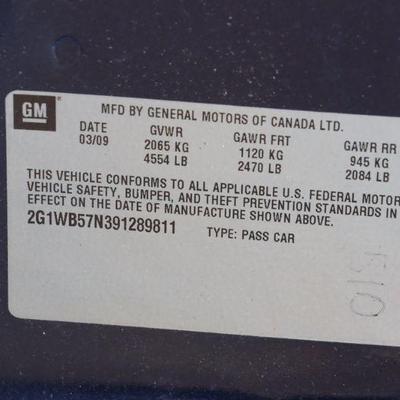 GM
MFD BY GENERAL MOTORS OF CANADA LTD.
DATE GVWR GAWR FRT GAWR RR
03/09 2065 KG 1120 KG 945 KG
4554 LB 2470 LB 2084 LB
THIS VEHICLE CONFORMS TO ALL APPLICABLE U.S. FEDERAL MOTOR
VEHICLE SAFETY, BUMPER, AND THEFT PREVENTION STANDARDS IN
EFFECT ON THE DATE OF MANUFACTURE SHOWN ABOVE.
2G1WB57N391289811 TYPE: PASS CAR